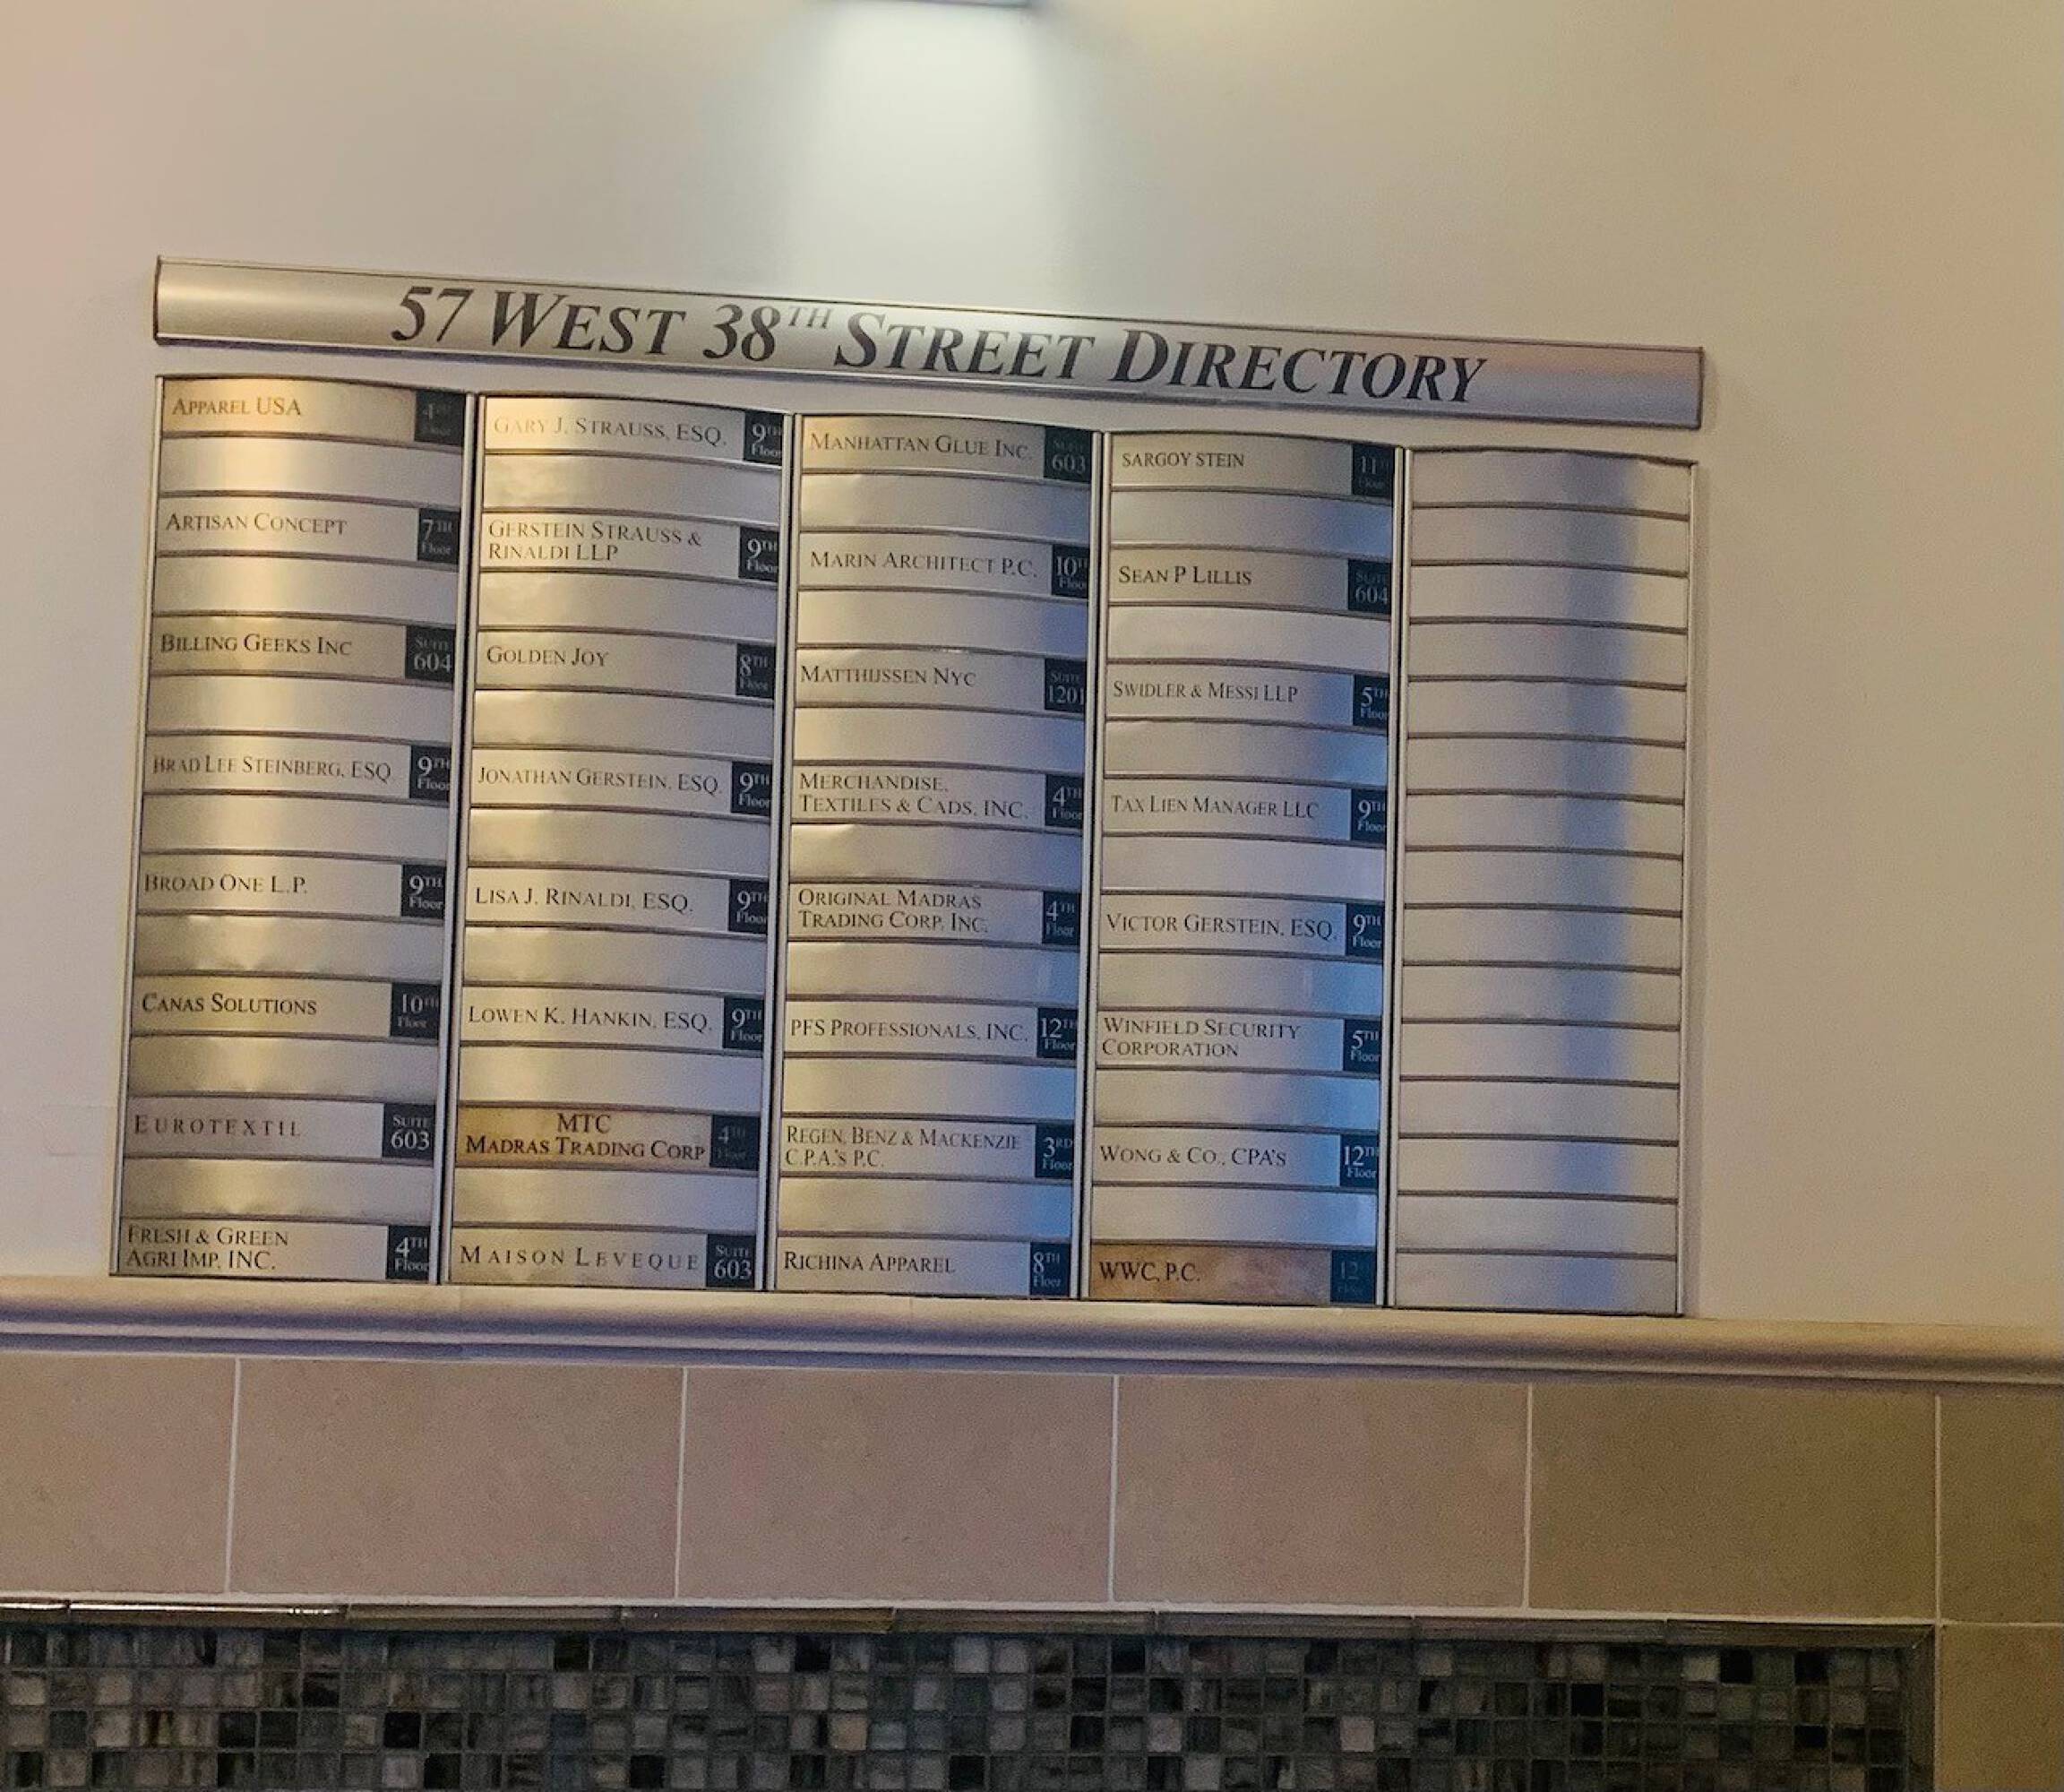 57 WEST 38TH STREET DIRECTORY
APPAREL USA 4TH Floor
ARTISAN CONCEPT 7TH Floor
BILLING GEEKS INC SUITE 604
BRAD LEE STEINBERG, ESQ. 9TH Floor
BROAD ONE L.P. 9TH Floor
CANAS SOLUTIONS 10TH Floor
EUROTEXTIL SUITE 603
FRESH & GREEN
AGRI IMP, INC. 4TH Floor
GARY J. STRAUSS, ESQ. 9TH Floor
GERSTEIN STRAUSS &
RINALDI LLP 9TH Floor
GOLDEN JOY 8TH Floor
JONATHAN GERSTEIN, ESQ. 9TH Floor
LISA J. RINALDI, ESQ. 9TH Floor
LOWEN K. HANKIN, ESQ. 9TH Floor
MTC
MADRAS TRADING CORP 4TH Floor
MAISON LEVEQUE SUITE 603
MANHATTAN GLUE INC. SUITE 603
MARIN ARCHITECT P.C. 10TH Floor
MATTHIJSSEN NYC SUITE 1201
MERCHANDISE,
TEXTILES & CADS, INC. 4TH Floor
ORIGINAL MADRAS
TRADING CORP, INC. 4TH Floor
PFS PROFESSIONALS, INC. 12TH Floor
REGEN, BENZ & MACKENZIE
C.P.A.'S P.C. 3RD Floor
RICHINA APPAREL 8TH Floor
SARGOY STEIN 11TH Floor
SEAN P LILLIS SUITE 604
SWIDLER & MESSI LLP 5TH Floor
TAX LIEN MANAGER LLC 9TH Floor
VICTOR GERSTEIN, ESQ. 9TH Floor
WINFIELD SECURITY
CORPORATION 5TH Floor
WONG & CO., CPA'S 12TH Floor
WWC, P.C. 12TH Floor